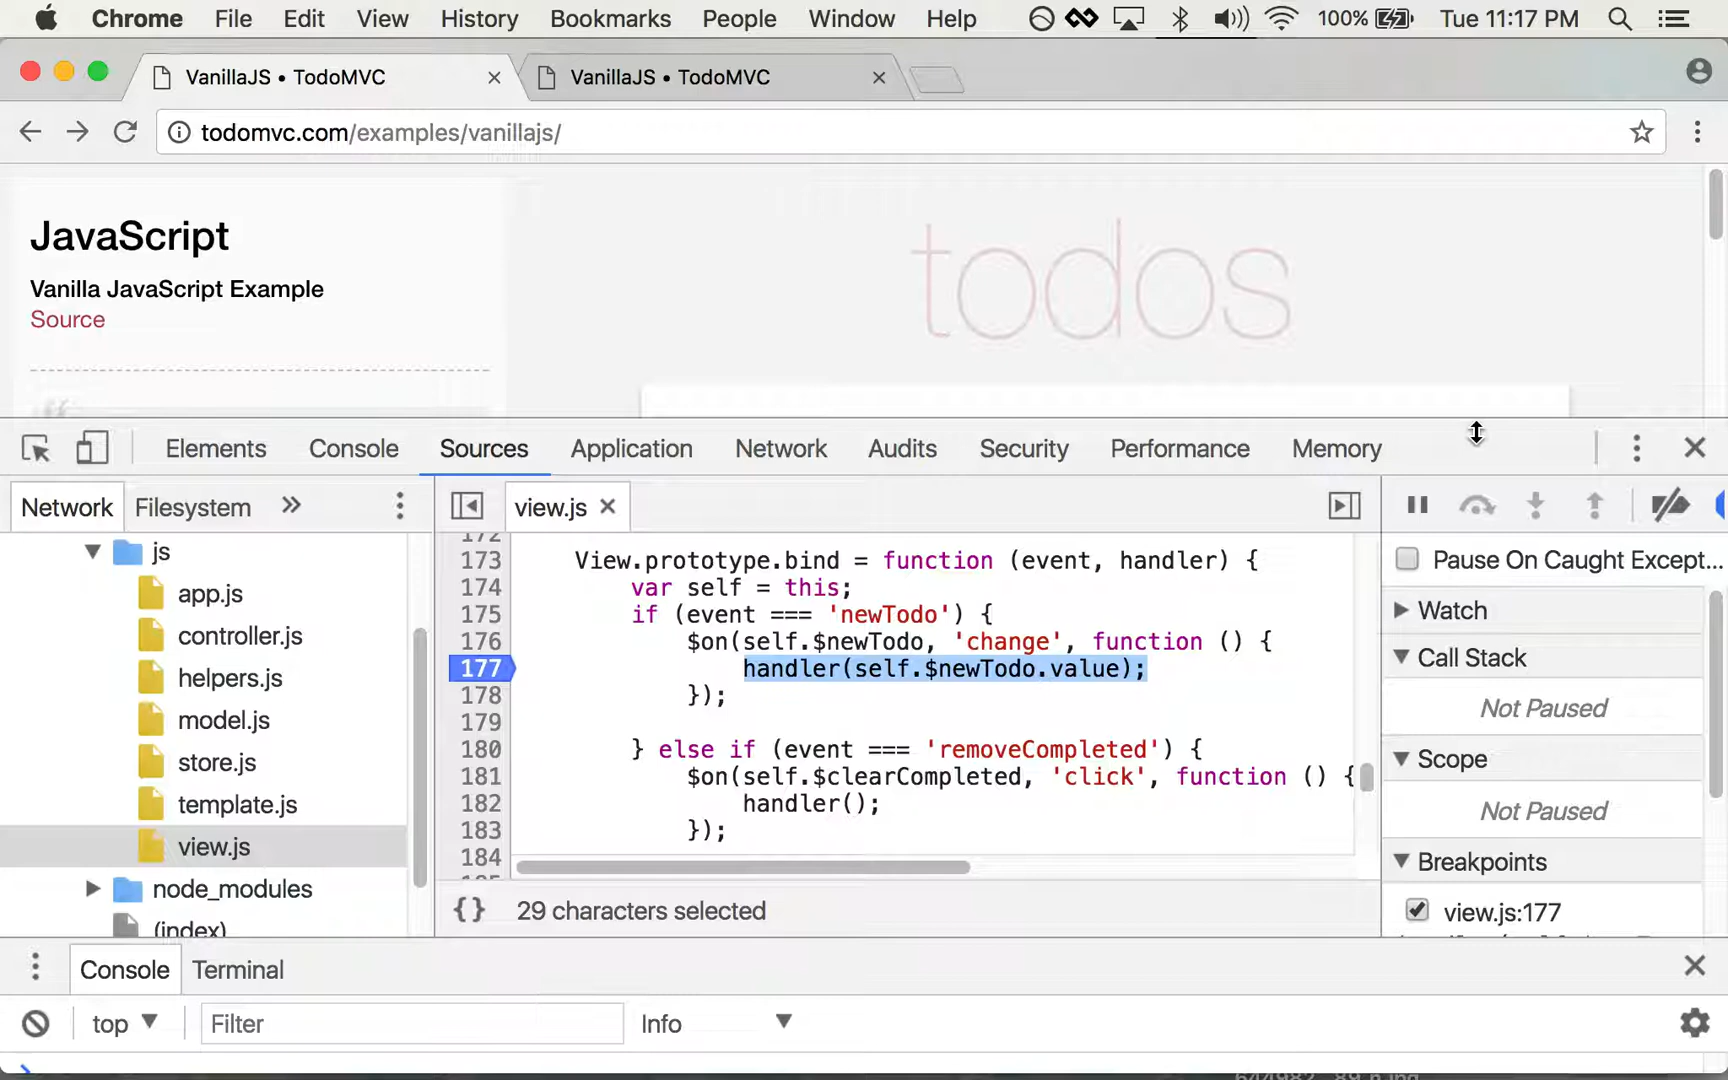 Chrome File Edit View History Bookmarks People Window Help 100% Tue 11:17 PM
VanillaJS • TodoMVC VanillaJS • TodoMVC
todomvc.com/examples/vanillajs/
JavaScript
Vanilla JavaScript Example
Source
todos
Elements Console Sources Application Network Audits Security Performance Memory
Network Filesystem » view.js
Pause On Caught Except...
js
app.js
controller.js
helpers.js
model.js
store.js
template.js
view.js
node_modules
(index)
172
173 View.prototype.bind = function (event, handler) {
174 var self = this;
175 if (event === 'newTodo') {
176 $on(self.$newTodo, 'change', function () {
177 handler(self.$newTodo.value);
178 });
179
180 } else if (event === 'removeCompleted') {
181 $on(self.$clearCompleted, 'click', function () {
182 handler();
183 });
184
{ } 29 characters selected
Watch
Call Stack
Not Paused
Scope
Not Paused
Breakpoints
view.js:177
Console Terminal
top Filter Info